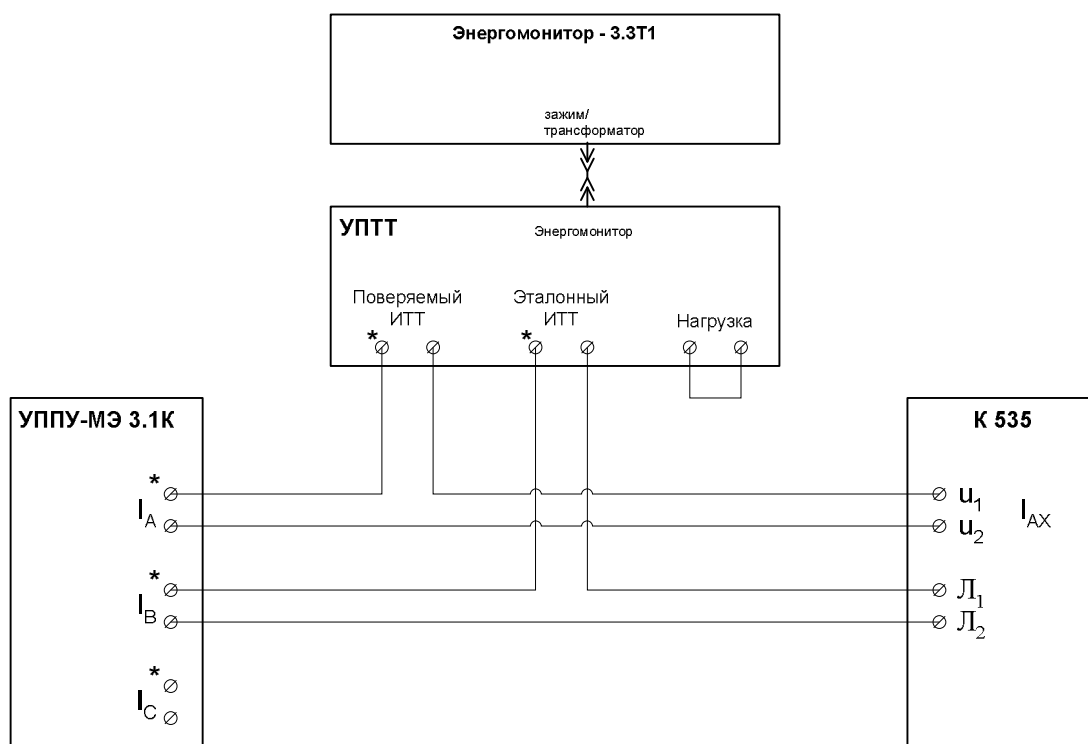 Энергомонитор - 3.3Т1
зажим/
трансформатор
УПТТ
Энергомонитор
Поверяемый
ИТТ
Эталонный
ИТТ
Нагрузка
*
*
УППУ-МЭ 3.1К
К 535
*
I_A
*
I_B
*
I_C
u_1
u_2
I_AX
Л_1
Л_2